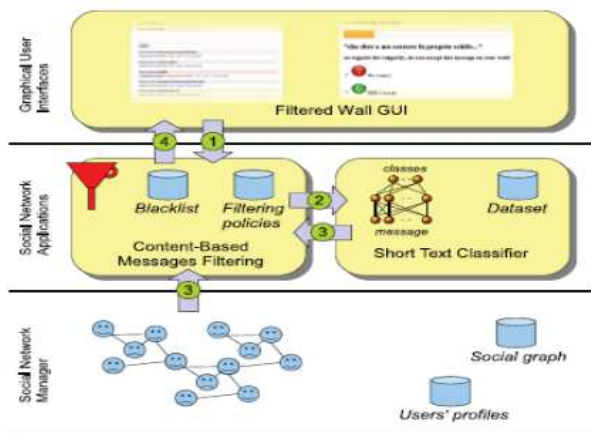 Graphical User
Interfaces
Filtered Wall GUI
4
1
Social Network
Applications
Blacklist
Filtering
policies
Content-Based
Messages Filtering
2
3
classes
message
Dataset
Short Text Classifier
3
Social Network
Manager
Social graph
Users' profiles